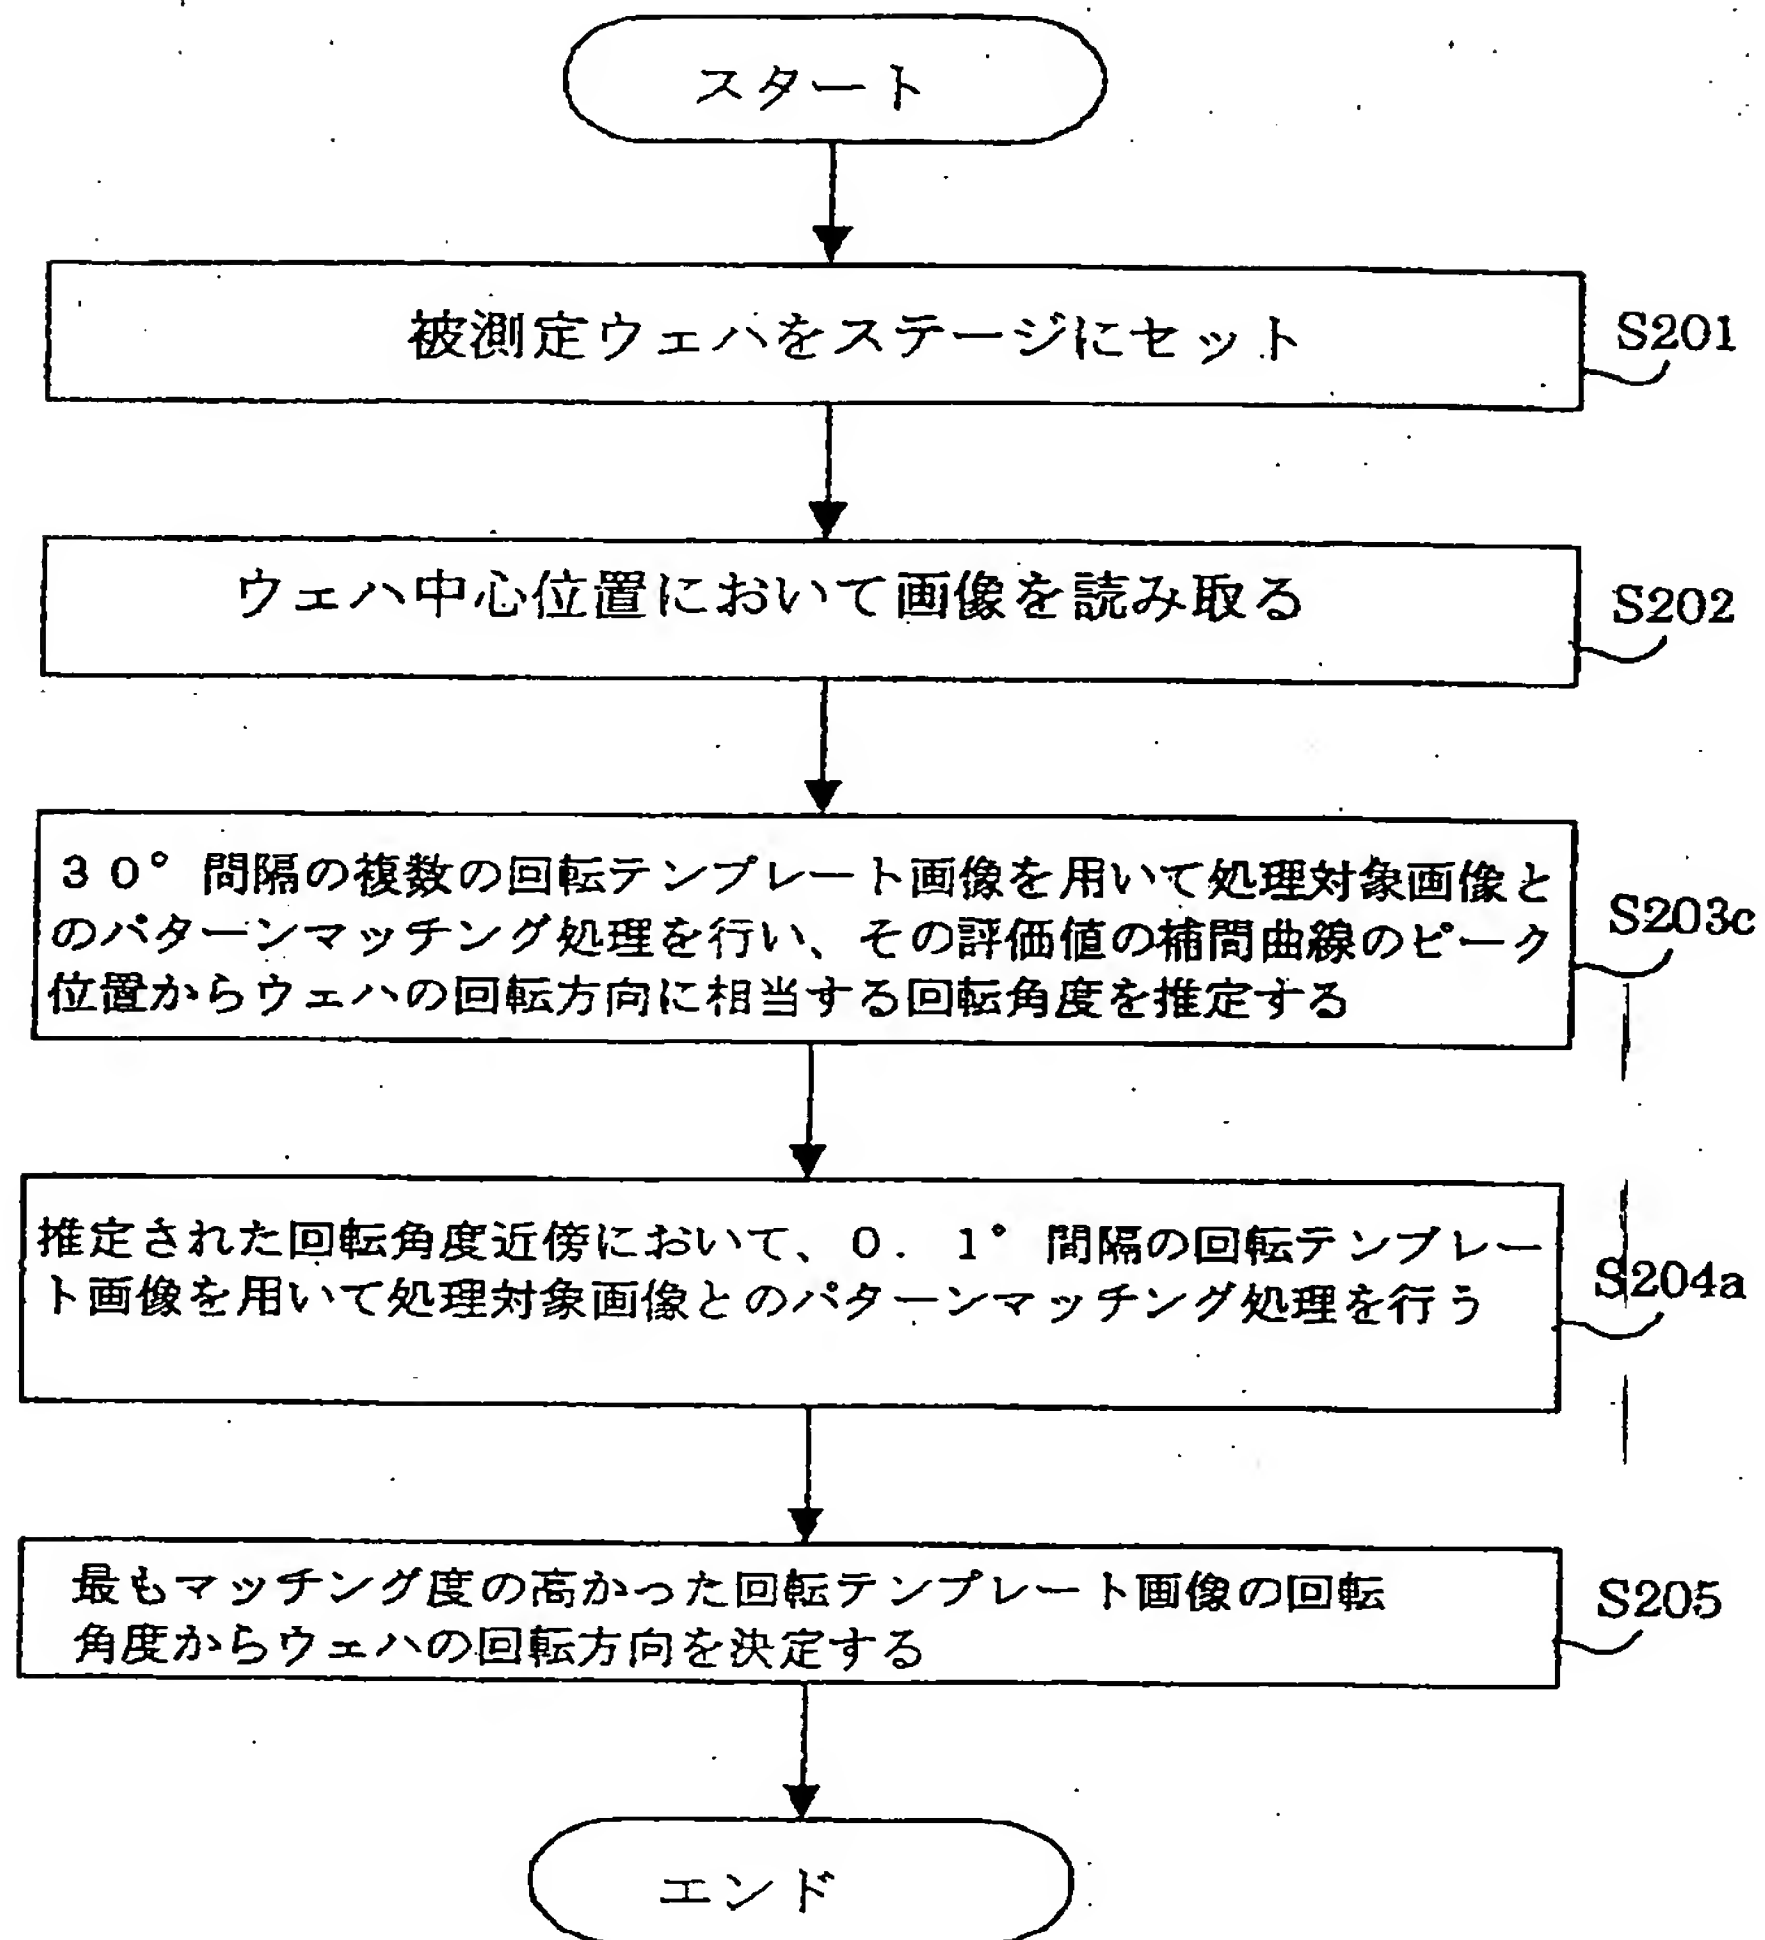 スタート
被測定ウェハをステージにセット
S201
ウェハ中心位置において画像を読み取る
S202
３０°間隔の複数の回転テンプレート画像を用いて処理対象画像と
のパターンマッチング処理を行い、その評価値の補間曲線のピーク
位置からウェハの回転方向に相当する回転角度を推定する
S203c
推定された回転角度近傍において、０．１°間隔の回転テンプレー
ト画像を用いて処理対象画像とのパターンマッチング処理を行う
S204a
最もマッチング度の高かった回転テンプレート画像の回転
角度からウェハの回転方向を決定する
S205
エンド